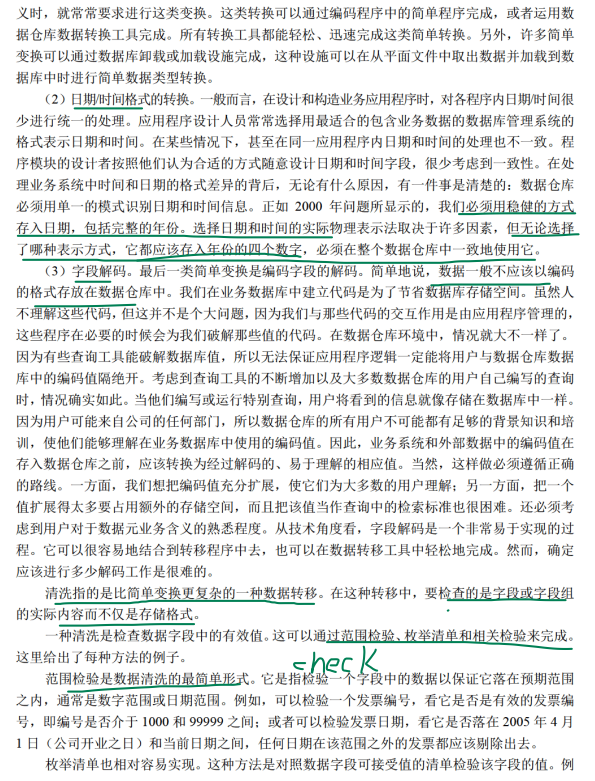 义时，就常常要求进行这类变换。这类转换可以通过编码程序中的简单程序完成，或者运用数
据仓库数据转换工具完成。所有转换工具都能轻松、迅速完成这类简单转换。另外，许多简单
变换可以通过数据库卸载或加载设施完成，这种设施可以在从平面文件中取出数据并加载到数
据库中时进行简单数据类型转换。
（2）日期/时间格式的转换。一般而言，在设计和构造业务应用程序时，对各程序内日期/时间很
少进行统一的处理。应用程序设计人员常常选择用最适合的包含业务数据的数据库管理系统的
格式表示日期和时间。在某些情况下，甚至在同一应用程序内日期和时间的处理也不一致。程
序模块的设计者按照他们认为合适的方式随意设计日期和时间字段，很少考虑到一致性。在处
理业务系统中时间和日期的格式差异的背后，无论有什么原因，有一件事是清楚的：数据仓库
必须用单一的模式识别日期和时间信息。正如 2000 年问题所显示的，我们必须用稳健的方式
存入日期，包括完整的年份。选择日期和时间的实际物理表示法取决于许多因素，但无论选择
了哪种表示方式，它都应该存入年份的四个数字，必须在整个数据仓库中一致地使用它。
（3）字段解码。最后一类简单变换是编码字段的解码。简单地说，数据一般不应该以编码
的格式存放在数据仓库中。我们在业务数据库中建立代码是为了节省数据库存储空间。虽然人
不理解这些代码，但这并不是个大问题，因为我们与那些代码的交互作用是由应用程序管理的，
这些程序在必要的时候会为我们破解那些值的代码。在数据仓库环境中，情况就大不一样了。
因为有些查询工具能破解数据库值，所以无法保证应用程序逻辑一定能将用户与数据仓库数据
库中的编码值隔绝开。考虑到查询工具的不断增加以及大多数数据仓库的用户自己编写的查询
时，情况确实如此。当他们编写或运行特别查询，用户将看到的信息就像存储在数据库中一样。
因为用户可能来自公司的任何部门，所以数据仓库的所有用户不可能都有足够的背景知识和培
训，使他们能够理解在业务数据库中使用的编码值。因此，业务系统和外部数据中的编码值在
存入数据仓库之前，应该转换为经过解码的、易于理解的相应值。当然，这样做必须遵循正确
的路线。一方面，我们想把编码值充分扩展，使它们为大多数的用户理解；另一方面，把一个
值扩展得太多要占用额外的存储空间，而且把该值当作查询中的检索标准也很困难。还必须考
虑到用户对于数据元业务含义的熟悉程度。从技术角度看，字段解码是一个非常易于实现的过
程。它可以很容易地结合到转移程序中去，也可以在数据转移工具中轻松地完成。然而，确定
应该进行多少解码工作是很难的。
清洗指的是比简单变换更复杂的一种数据转移。在这种转移中，要检查的是字段或字段组
的实际内容而不仅是存储格式。
一种清洗是检查数据字段中的有效值。这可以通过范围检验、枚举清单和相关检验来完成。
这里给出了每种方法的例子。
check
范围检验是数据清洗的最简单形式。它是指检验一个字段中的数据以保证它落在预期范围
之内，通常是数字范围或日期范围。例如，可以检验一个发票编号，看它是否是有效的发票编
号，即编号是否介于 1000 和 99999 之间；或者可以检验发票日期，看它是否落在 2005 年 4 月
1 日（公司开业之日）和当前日期之间，任何日期在该范围之外的发票都应该剔除出去。
枚举清单也相对容易实现。这种方法是对照数据字段可接受值的清单检验该字段的值。例